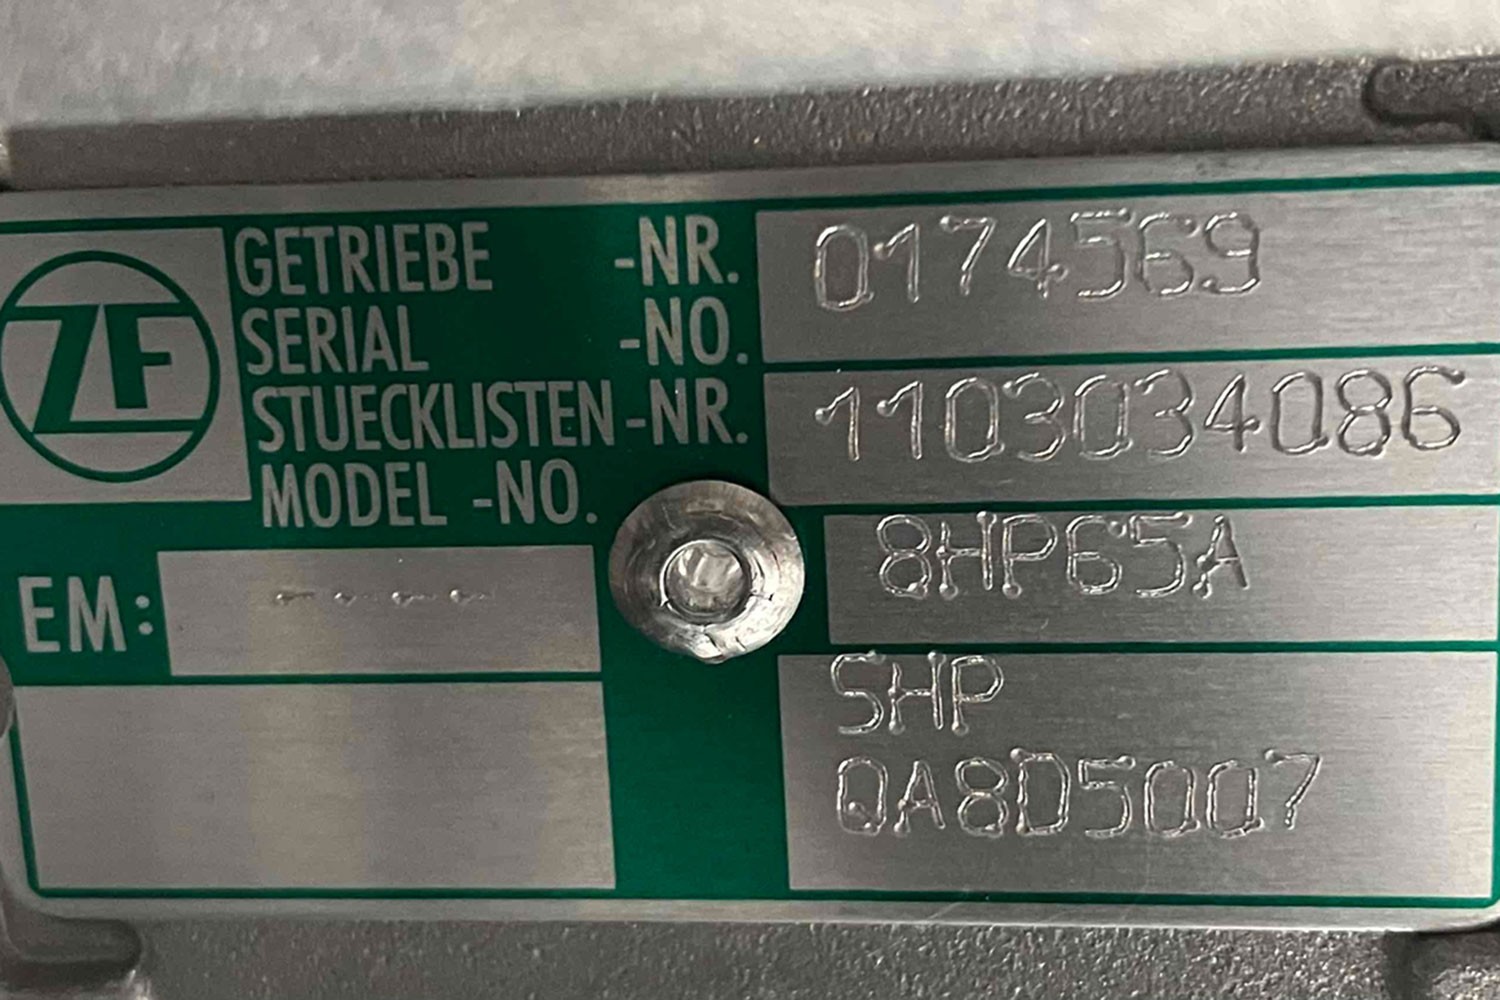 ZF
GETRIEBE -NR. 0174569
SERIAL -NO.
STUECKLISTEN-NR. 1103034086
MODEL -NO.
8HP65A
EM: ----
SHP
QA8D5007